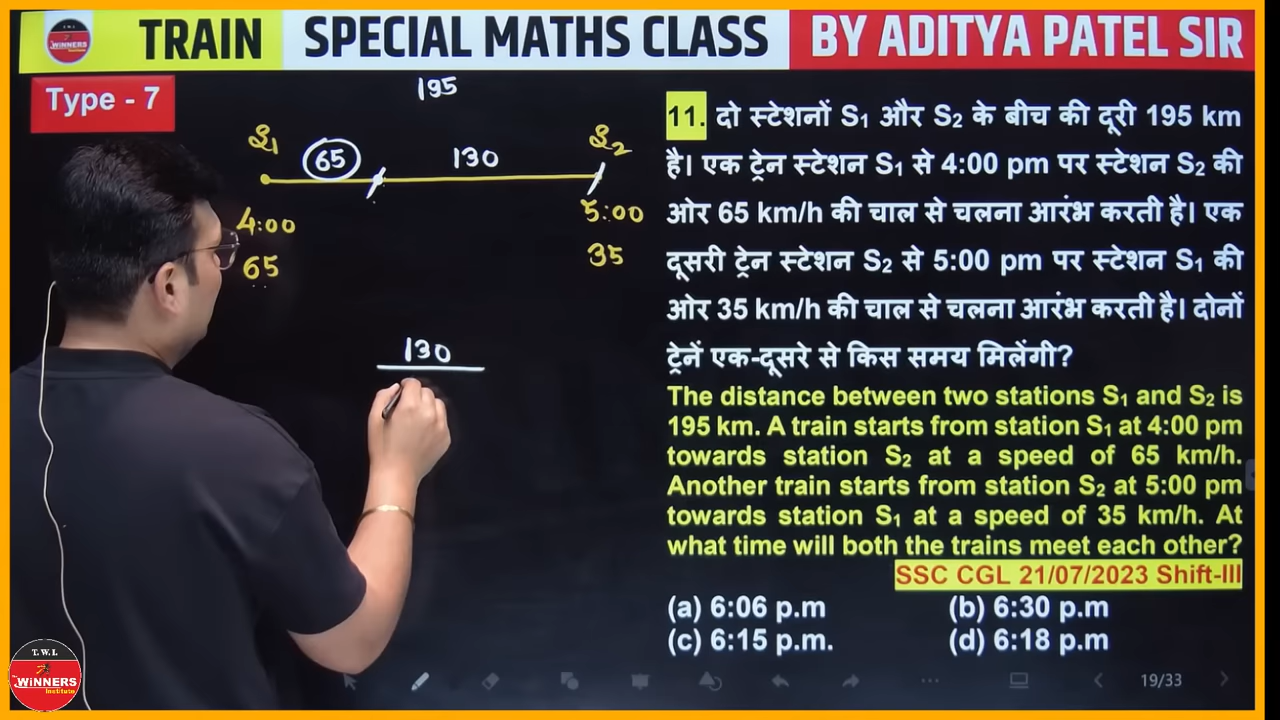 T.W.I.
WiNNERS
Institute
TRAIN
SPECIAL MATHS CLASS
BY ADITYA PATEL SIR
Type - 7
195
S1
65
130
S2
4:00
5:00
65
35
130
11. दो स्टेशनों S₁ और S₂ के बीच की दूरी 195 km
है। एक ट्रेन स्टेशन S₁ से 4:00 pm पर स्टेशन S₂ की
ओर 65 km/h की चाल से चलना आरंभ करती है। एक
दूसरी ट्रेन स्टेशन S₂ से 5:00 pm पर स्टेशन S₁ की
ओर 35 km/h की चाल से चलना आरंभ करती है। दोनों
ट्रेनें एक-दूसरे से किस समय मिलेंगी?
The distance between two stations S₁ and S₂ is
195 km. A train starts from station S₁ at 4:00 pm
towards station S₂ at a speed of 65 km/h.
Another train starts from station S₂ at 5:00 pm
towards station S₁ at a speed of 35 km/h. At
what time will both the trains meet each other?
SSC CGL 21/07/2023 Shift-III
(a) 6:06 p.m (b) 6:30 p.m
(c) 6:15 p.m. (d) 6:18 p.m
19/33
T.W.I.
The
WiNNERS
Institute